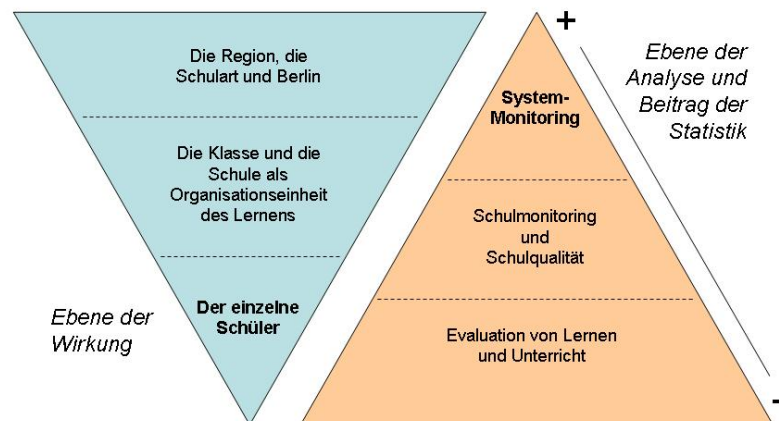 Die Region, die
Schulart und Berlin
Die Klasse und die
Schule als
Organisationseinheit
des Lernens
Der einzelne
Schüler
Ebene der
Wirkung
+
System-
Monitoring
Schulmonitoring
und
Schulqualität
Evaluation von Lernen
und Unterricht
Ebene der
Analyse und
Beitrag der
Statistik
-